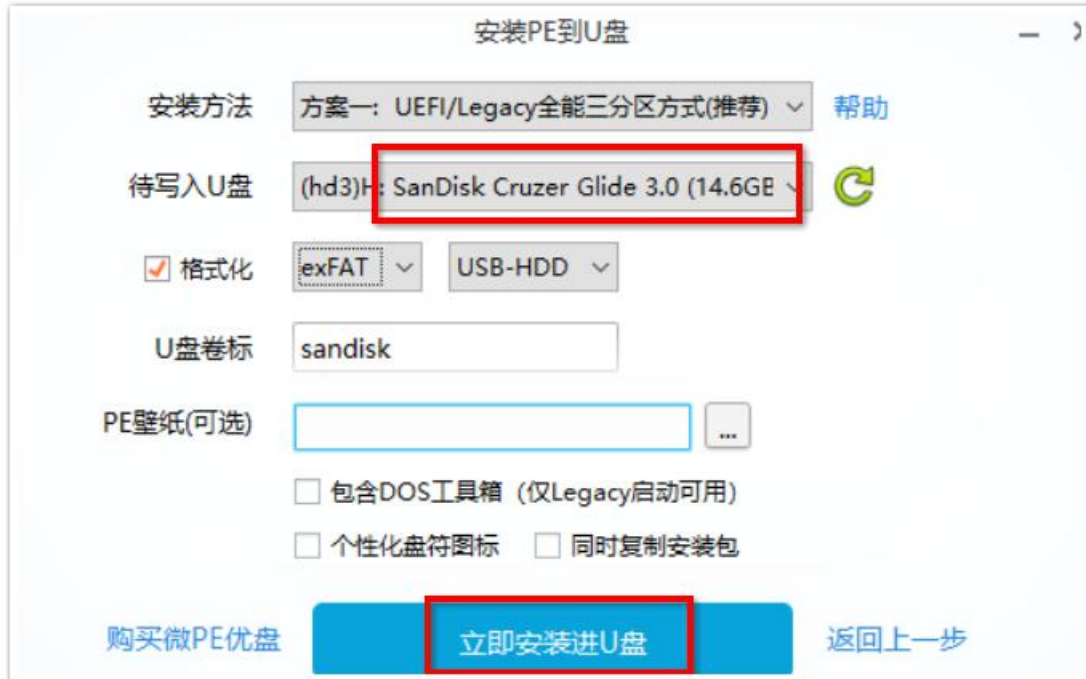 安装PE到U盘
安装方法 方案一: UEFI/Legacy全能三分区方式(推荐) 帮助
待写入U盘 (hd3)H: SanDisk Cruzer Glide 3.0 (14.6GB
格式化 exFAT USB-HDD
U盘卷标 sandisk
PE壁纸(可选) ...
包含DOS工具箱（仅Legacy启动可用）
个性化盘符图标 同时复制安装包
购买微PE优盘 立即安装进U盘 返回上一步